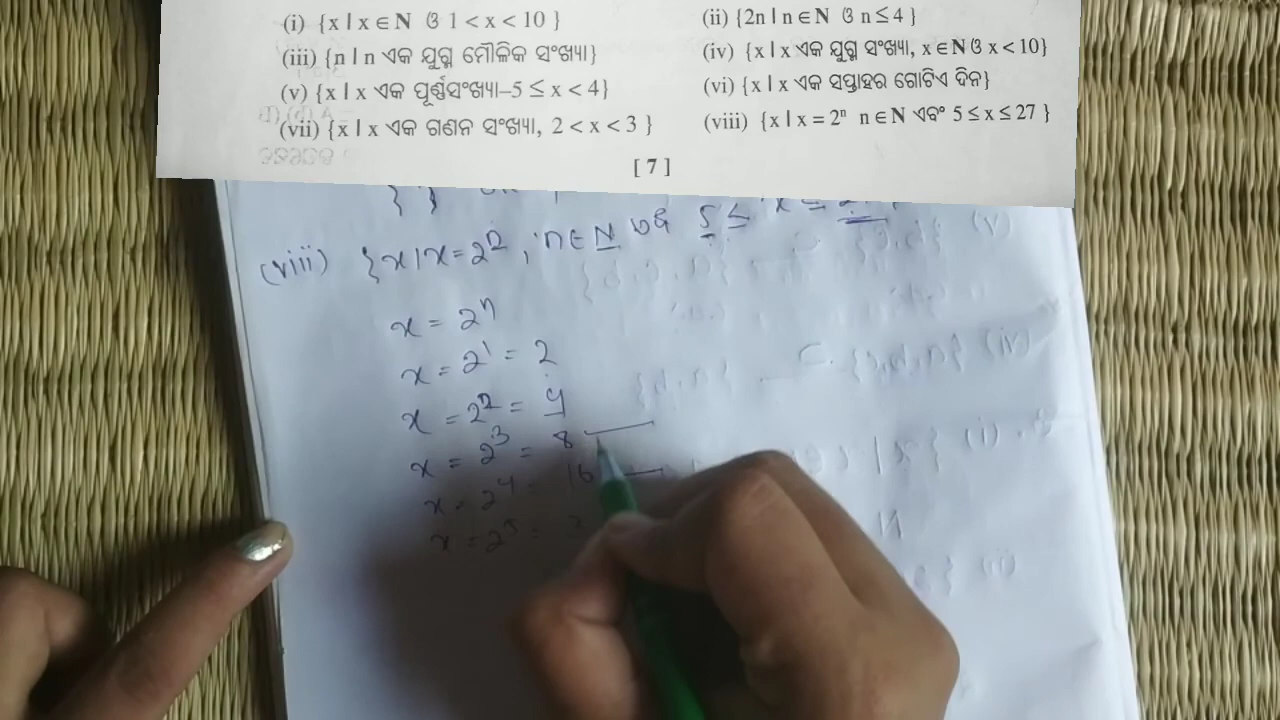 (i) {x | x ∈ N ଓ 1 < x < 10 }
(ii) {2n | n ∈ N ଓ n ≤ 4 }
(iii) {n | n ଏକ ଯୁଗ୍ମ ମୌଳିକ ସଂଖ୍ୟା}
(iv) {x | x ଏକ ଯୁଗ୍ମ ସଂଖ୍ୟା, x ∈ N ଓ x < 10}
(v) {x | x ଏକ ପୂର୍ଣ୍ଣସଂଖ୍ୟା–5 ≤ x < 4}
(vi) {x | x ଏକ ସପ୍ତାହର ଗୋଟିଏ ଦିନ}
(vii) {x | x ଏକ ଗଣନ ସଂଖ୍ୟା, 2 < x < 3 }
(viii) {x | x = 2ⁿ n ∈ N ଏବଂ 5 ≤ x ≤ 27 }
[ 7 ]
(viii) {x | x = 2ⁿ, n ∈ N ଏବଂ 5 ≤ x ≤
x = 2ⁿ
x = 2¹ = 2
x = 2² = 4
x = 2³ = 8
x = 2⁴ = 16
x = 2⁵ =